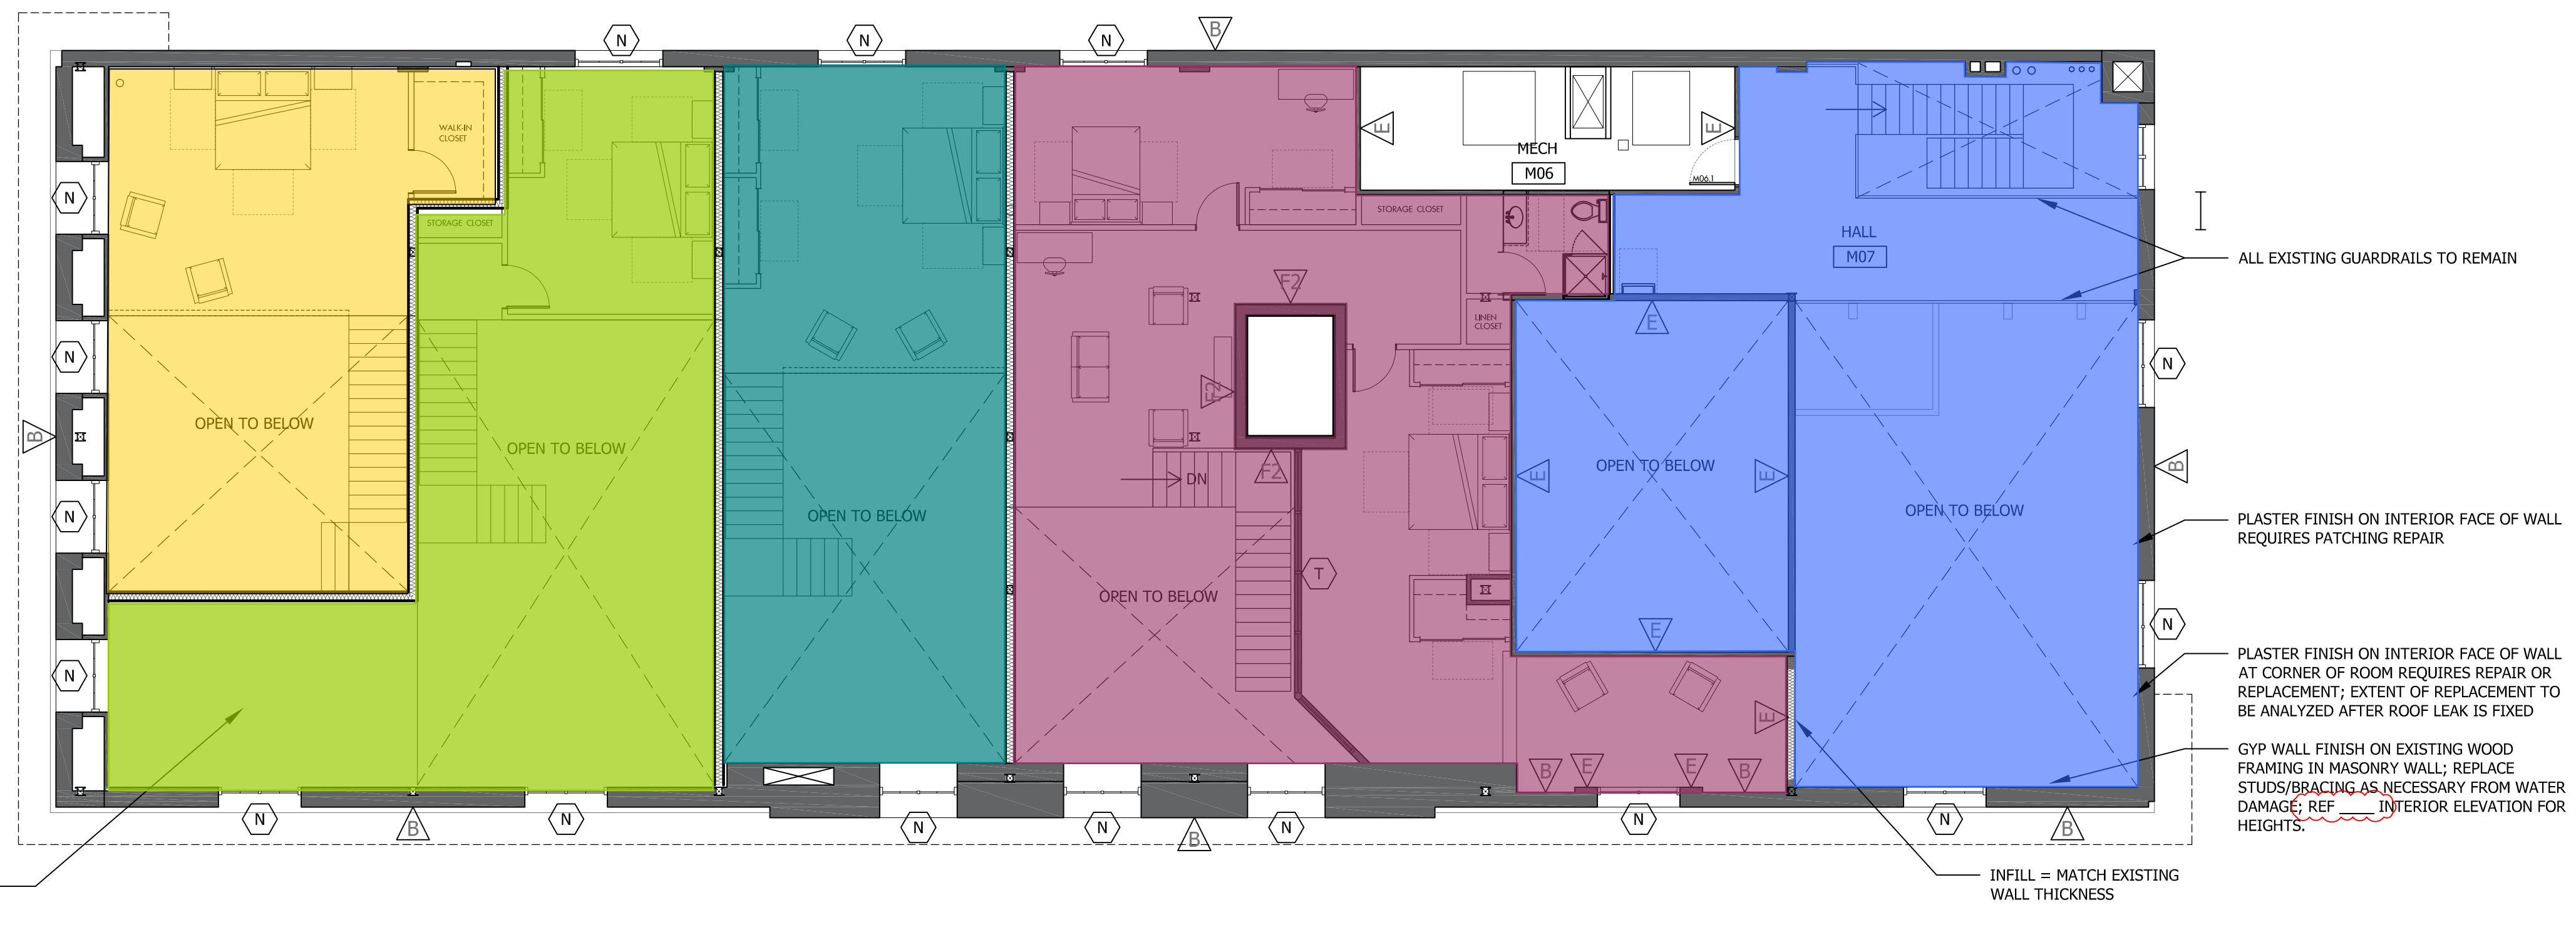 B
N
N
N
WALK-IN
CLOSET
E
E
MECH
M06
M06.1
N
STORAGE CLOSET
STORAGE CLOSET
HALL
M07
ALL EXISTING GUARDRAILS TO REMAIN
F2
LINEN
CLOSET
E
N
N
F2
OPEN TO BELOW
B
OPEN TO BELOW
F2
DN
OPEN TO BELOW
E
E
B
N
OPEN TO BELOW
OPEN TO BELOW
PLASTER FINISH ON INTERIOR FACE OF WALL
REQUIRES PATCHING REPAIR
T
OPEN TO BELOW
N
E
N
PLASTER FINISH ON INTERIOR FACE OF WALL
AT CORNER OF ROOM REQUIRES REPAIR OR
REPLACEMENT; EXTENT OF REPLACEMENT TO
BE ANALYZED AFTER ROOF LEAK IS FIXED
E
B
E
E
B
GYP WALL FINISH ON EXISTING WOOD
FRAMING IN MASONRY WALL; REPLACE
STUDS/BRACING AS NECESSARY FROM WATER
DAMAGE; REF ____ INTERIOR ELEVATION FOR
HEIGHTS.
N
B
N
N
N
B
N
N
N
B
INFILL = MATCH EXISTING
WALL THICKNESS